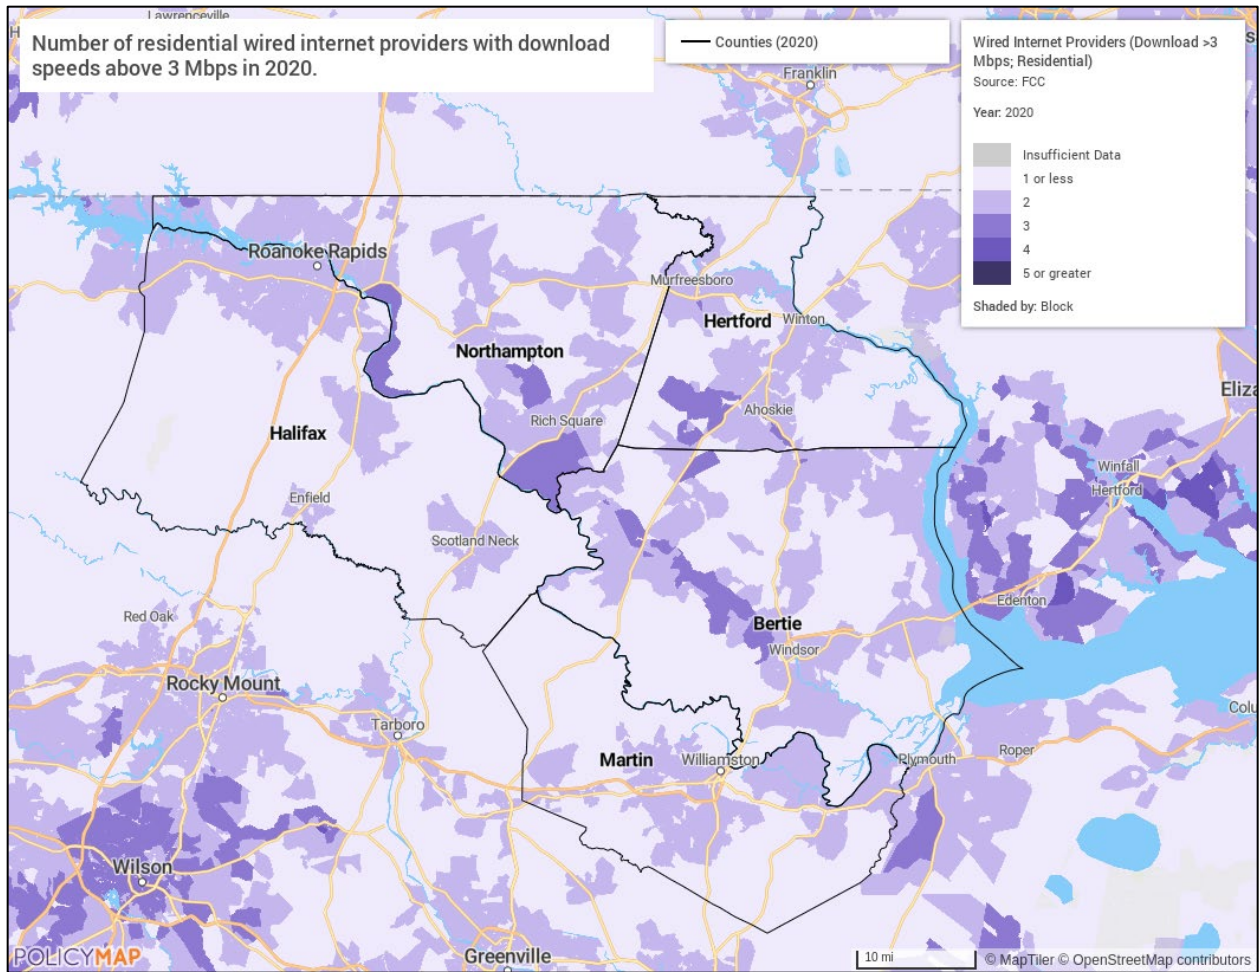 Lawrenceville
Number of residential wired internet providers with download
speeds above 3 Mbps in 2020.
Counties (2020)
Wired Internet Providers (Download >3
Mbps; Residential)
Source: FCC
Year: 2020
Insufficient Data
1 or less
2
3
4
5 or greater
Shaded by: Block
Franklin
Roanoke Rapids
Murfreesboro
Hertford
Winton
Northampton
Eliza
Rich Square
Ahoskie
Halifax
Winfall
Hertford
Enfield
Scotland Neck
Edenton
Red Oak
Bertie
Windsor
Rocky Mount
Tarboro
Colu
Roper
Martin
Williamston
Plymouth
Wilson
Greenville
POLICYMAP
10 mi
© MapTiler © OpenStreetMap contributors